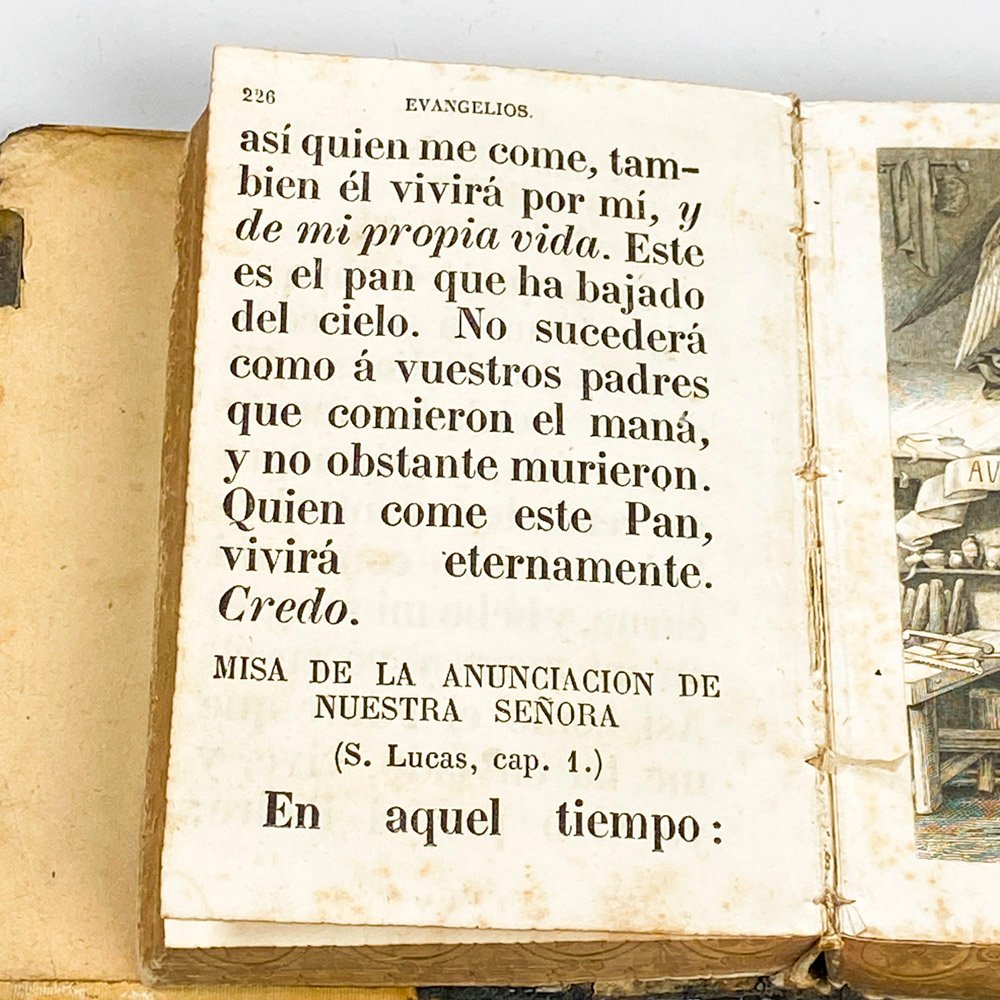 226
EVANGELIOS.
así quien me come, tam-
bien él vivirá por mí, y
de mi propia vida. Este
es el pan que ha bajado
del cielo. No sucederá
como á vuestros padres
que comieron el maná,
y no obstante murieron.
Quien come este Pan,
vivirá eternamente.
Credo.
MISA DE LA ANUNCIACION DE
NUESTRA SEÑORA
(S. Lucas, cap. 1.)
En aquel tiempo: